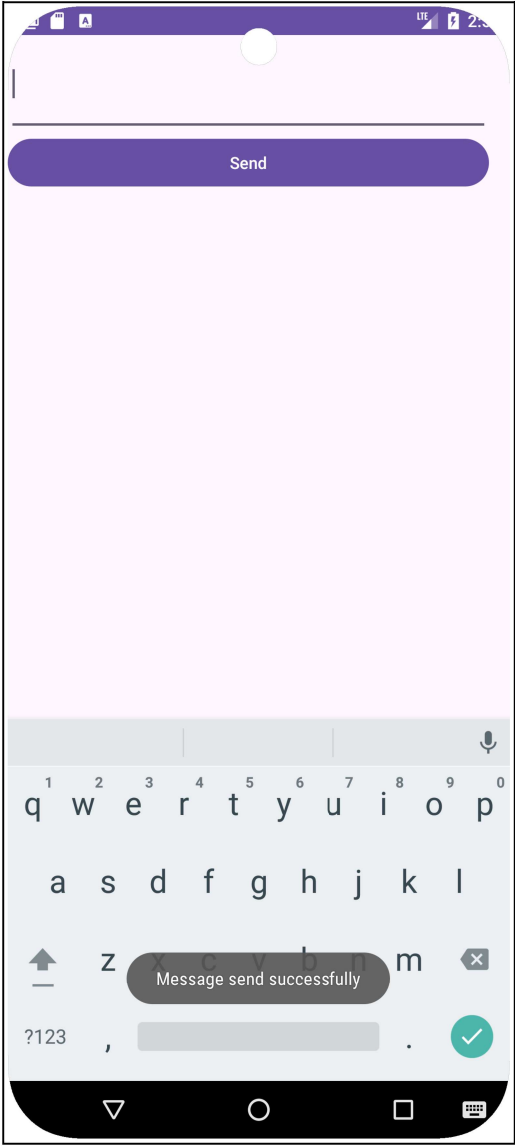 A
LTE
Send
1 2 3 4 5 6 7 8 9 0
q w e r t y u i o p
a s d f g h j k l
z x c v b n m
Message send successfully
?123 , .